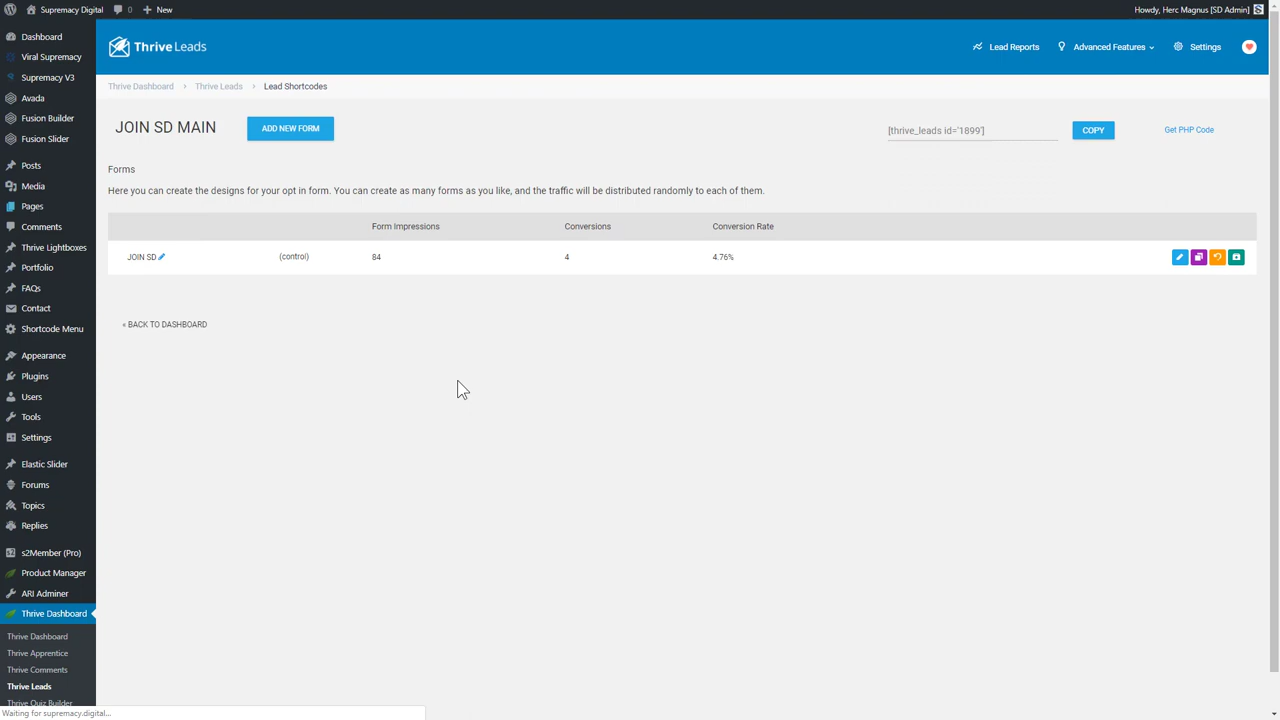 Supremacy Digital 0 New Howdy, Herc Magnus [SD Admin]
Dashboard
Viral Supremacy
Supremacy V3
Avada
Fusion Builder
Fusion Slider
Posts
Media
Pages
Comments
Thrive Lightboxes
Portfolio
FAQs
Contact
Shortcode Menu
Appearance
Plugins
Users
Tools
Settings
Elastic Slider
Forums
Topics
Replies
s2Member (Pro)
Product Manager
ARI Adminer
Thrive Dashboard
Thrive Dashboard
Thrive Apprentice
Thrive Comments
Thrive Leads
Thrive Quiz Builder
Thrive Leads Lead Reports Advanced Features Settings
Thrive Dashboard > Thrive Leads > Lead Shortcodes
JOIN SD MAIN ADD NEW FORM [thrive_leads id='1899'] COPY Get PHP Code
Forms
Here you can create the designs for your opt in form. You can create as many forms as you like, and the traffic will be distributed randomly to each of them.
Form Impressions Conversions Conversion Rate
JOIN SD (control) 84 4 4.76%
« BACK TO DASHBOARD
Waiting for supremacy.digital...